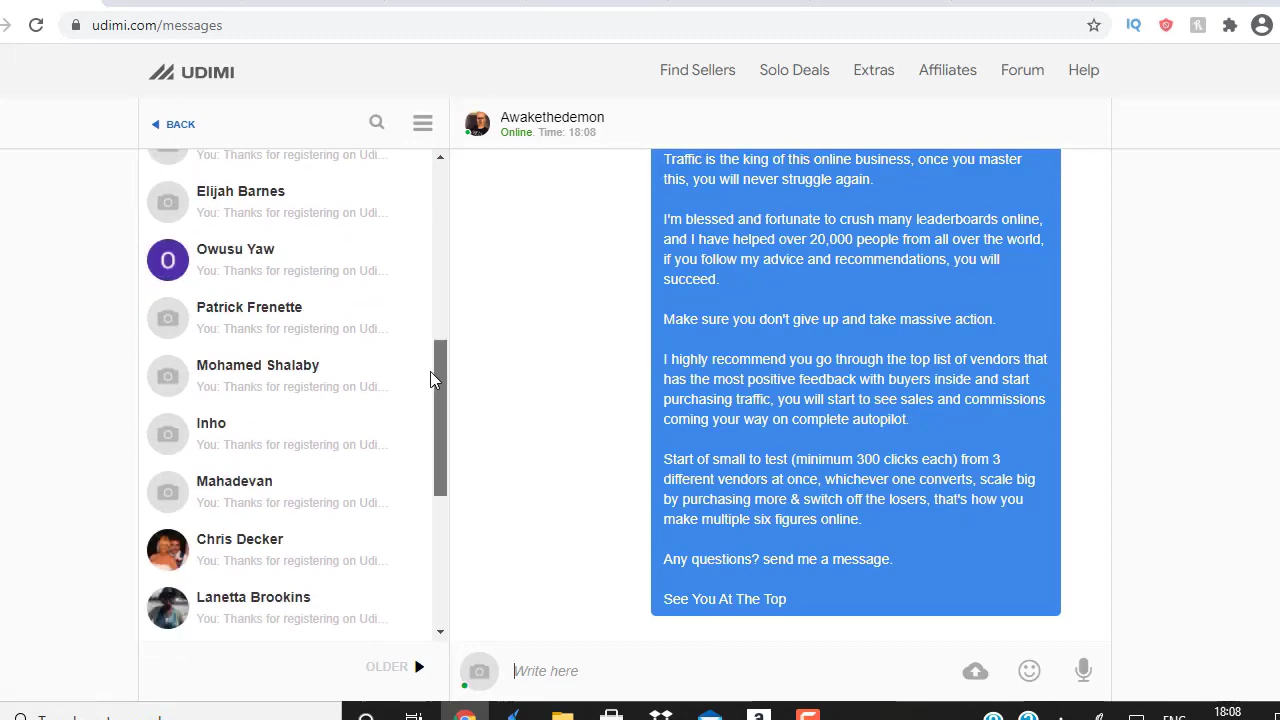 udimi.com/messages
IQ
UDIMI
Find Sellers
Solo Deals
Extras
Affiliates
Forum
Help
BACK
Awakethedemon
Online. Time: 18:08
You: Thanks for registering on Udi...
Elijah Barnes
You: Thanks for registering on Udi...
O
Owusu Yaw
You: Thanks for registering on Udi...
Patrick Frenette
You: Thanks for registering on Udi...
Mohamed Shalaby
You: Thanks for registering on Udi...
Inho
You: Thanks for registering on Udi...
Mahadevan
You: Thanks for registering on Udi...
Chris Decker
You: Thanks for registering on Udi...
Lanetta Brookins
You: Thanks for registering on Udi...
OLDER
Traffic is the king of this online business, once you master
this, you will never struggle again.
I'm blessed and fortunate to crush many leaderboards online,
and I have helped over 20,000 people from all over the world,
if you follow my advice and recommendations, you will
succeed.
Make sure you don't give up and take massive action.
I highly recommend you go through the top list of vendors that
has the most positive feedback with buyers inside and start
purchasing traffic, you will start to see sales and commissions
coming your way on complete autopilot.
Start of small to test (minimum 300 clicks each) from 3
different vendors at once, whichever one converts, scale big
by purchasing more & switch off the losers, that's how you
make multiple six figures online.
Any questions? send me a message.
See You At The Top
Write here
18:08